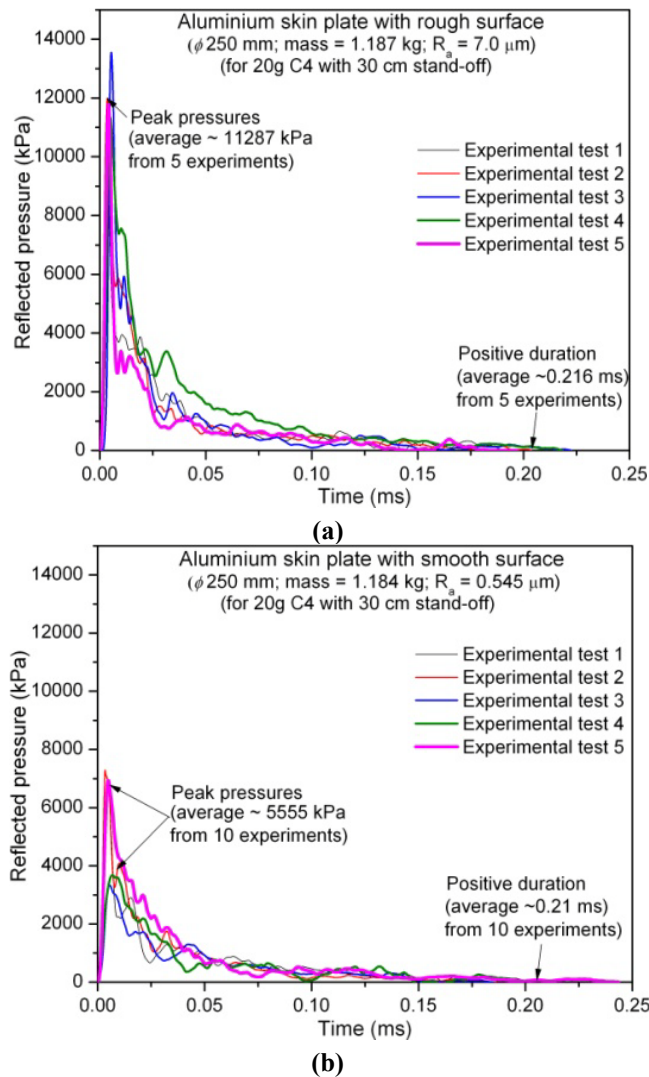 Aluminium skin plate with rough surface
(ϕ 250 mm; mass = 1.187 kg; Rₐ = 7.0 μm)
(for 20g C4 with 30 cm stand-off)
Peak pressures
(average ~ 11287 kPa
from 5 experiments)
Experimental test 1
Experimental test 2
Experimental test 3
Experimental test 4
Experimental test 5
Positive duration
(average ~0.216 ms)
from 5 experiments)
Reflected pressure (kPa)
14000
12000
10000
8000
6000
4000
2000
0
0.00 0.05 0.10 0.15 0.20 0.25
Time (ms)
(a)
Aluminium skin plate with smooth surface
(ϕ 250 mm; mass = 1.184 kg; Rₐ = 0.545 μm)
(for 20g C4 with 30 cm stand-off)
Experimental test 1
Experimental test 2
Experimental test 3
Experimental test 4
Experimental test 5
Peak pressures
(average ~ 5555 kPa
from 10 experiments)
Positive duration
(average ~0.21 ms)
from 10 experiments)
Reflected pressure (kPa)
14000
12000
10000
8000
6000
4000
2000
0
0.00 0.05 0.10 0.15 0.20 0.25
Time (ms)
(b)